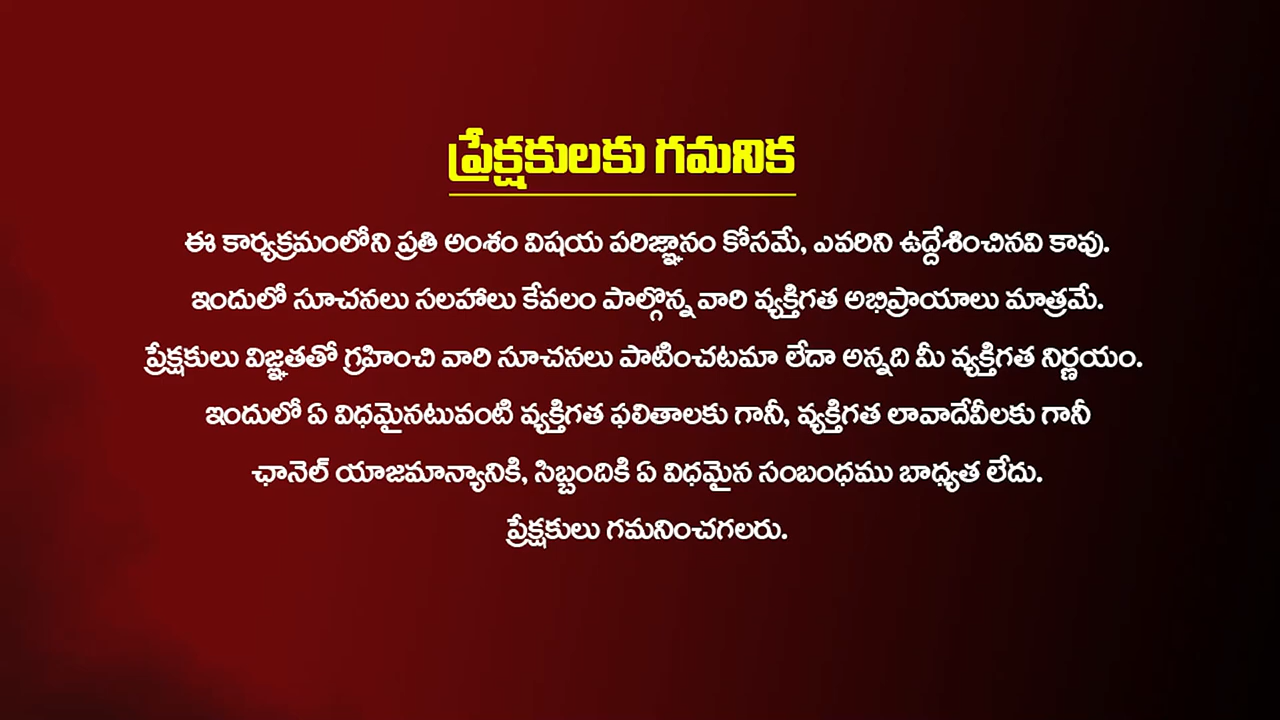 ప్రేక్షకులకు గమనిక
ఈ కార్యక్రమంలోని ప్రతి అంశం విషయ పరిజ్ఞానం కోసమే, ఎవరిని ఉద్దేశించినవి కావు.
ఇందులో సూచనలు సలహాలు కేవలం పాల్గొన్న వారి వ్యక్తిగత అభిప్రాయాలు మాత్రమే.
ప్రేక్షకులు విజ్ఞతతో గ్రహించి వారి సూచనలు పాటించటమా లేదా అన్నది మీ వ్యక్తిగత నిర్ణయం.
ఇందులో ఏ విధమైనటువంటి వ్యక్తిగత ఫలితాలకు గానీ, వ్యక్తిగత లావాదేవీలకు గానీ
ఛానెల్ యాజమాన్యానికి, సిబ్బందికి ఏ విధమైన సంబంధము బాధ్యత లేదు.
ప్రేక్షకులు గమనించగలరు.